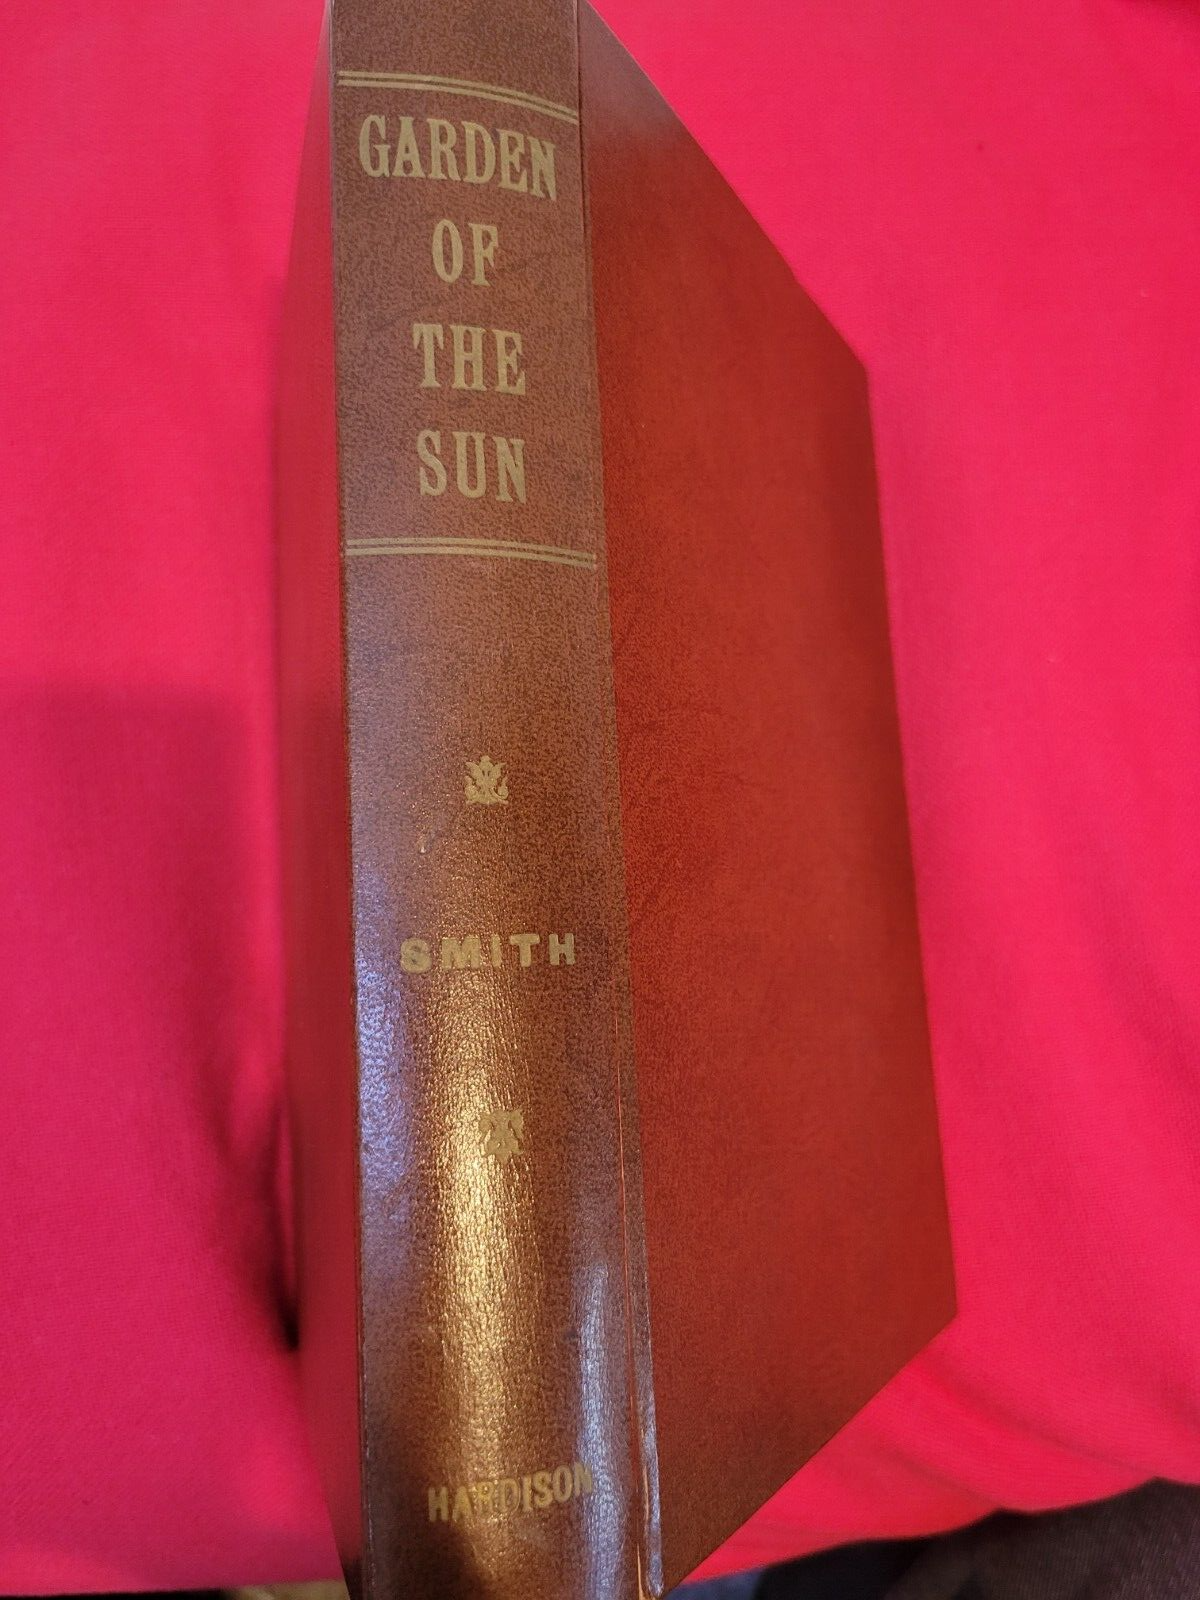 GARDEN
OF
THE
SUN
SMITH
HARDISON